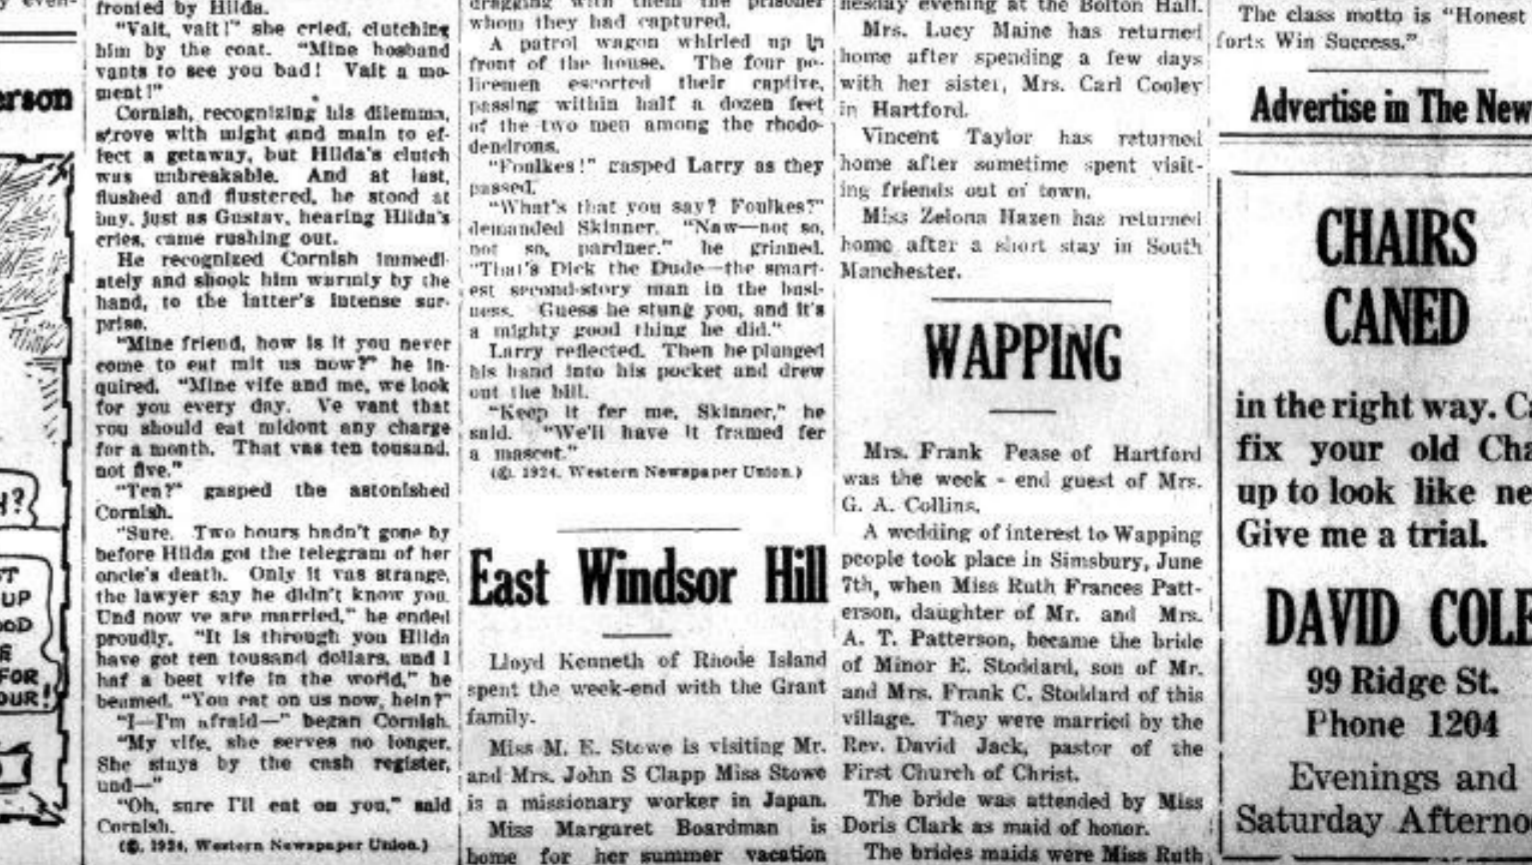 erson
H?
ST
UP
OOD
FOR
OUR!
fronted by Hilda.
"Vait, vait!" she cried, clutching
him by the coat. "Mine hosband
vants to see you bad! Vait a mo-
ment!"
Cornish, recognizing his dilemma,
strove with might and main to ef-
fect a getaway, but Hilda's clutch
was unbreakable. And at last,
flushed and flustered, he stood at
bay, just as Gustav, hearing Hilda's
cries, came rushing out.
He recognized Cornish immedi-
ately and shook him warmly by the
hand, to the latter's intense sur-
prise.
"Mine friend, how is it you never
come to eat mit us now?" he in-
quired. "Mine vife and me, we look
for you every day. Ve vant that
you should eat midout any charge
for a month. That vas ten tousand,
not five."
"Ten?" gasped the astonished
Cornish.
"Sure. Two hours hadn't gone by
before Hilda got the telegram of her
oncle's death. Only it vas strange,
the lawyer say he didn't know you.
Und now ve are married," he ended
proudly. "It is through you Hilda
have got ten tousand dollars, und I
haf a best vife in the world," he
beamed. "You eat on us now, hein?"
"I—I'm afraid—" began Cornish.
"My vife, she serves no longer.
She stays by the cash register,
und—"
"Oh, sure I'll eat on you," said
Cornish.
(©, 1924, Western Newspaper Union.)
dragging with them the prisoner
whom they had captured.
A patrol wagon whirled up in
front of the house. The four po-
licemen escorted their captive,
passing within half a dozen feet
of the two men among the rhodo-
dendrons.
"Foulkes!" gasped Larry as they
passed.
"What's that you say? Foulkes?"
demanded Skinner. "Naw—not so,
not so, pardner," he grinned.
"That's Dick the Dude—the smart-
est second-story man in the busi-
ness. Guess he stung you, and it's
a mighty good thing he did."
Larry reflected. Then he plunged
his hand into his pocket and drew
out the bill.
"Keep it fer me, Skinner," he
said. "We'll have it framed fer
a mascot."
(©, 1924, Western Newspaper Union.)
East Windsor Hill
Lloyd Kenneth of Rhode Island
spent the week-end with the Grant
family.
Miss M. E. Stowe is visiting Mr.
and Mrs. John S Clapp Miss Stowe
is a missionary worker in Japan.
Miss Margaret Boardman is
home for her summer vacation
nesday evening at the Bolton Hall.
Mrs. Lucy Maine has returned
home after spending a few days
with her sister, Mrs. Carl Cooley
in Hartford.
Vincent Taylor has returned
home after sometime spent visit-
ing friends out of town.
Miss Zelona Hazen has returned
home after a short stay in South
Manchester.
WAPPING
Mrs. Frank Pease of Hartford
was the week - end guest of Mrs.
G. A. Collins.
A wedding of interest to Wapping
people took place in Simsbury, June
7th, when Miss Ruth Frances Patt-
erson, daughter of Mr. and Mrs.
A. T. Patterson, became the bride
of Minor E. Stoddard, son of Mr.
and Mrs. Frank C. Stoddard of this
village. They were married by the
Rev. David Jack, pastor of the
First Church of Christ.
The bride was attended by Miss
Doris Clark as maid of honor.
The brides maids were Miss Ruth
The class motto is "Honest
forts Win Success."
Advertise in The New
CHAIRS
CANED
in the right way. C
fix your old Cha
up to look like ne
Give me a trial.
DAVID COLE
99 Ridge St.
Phone 1204
Evenings and
Saturday Afterno